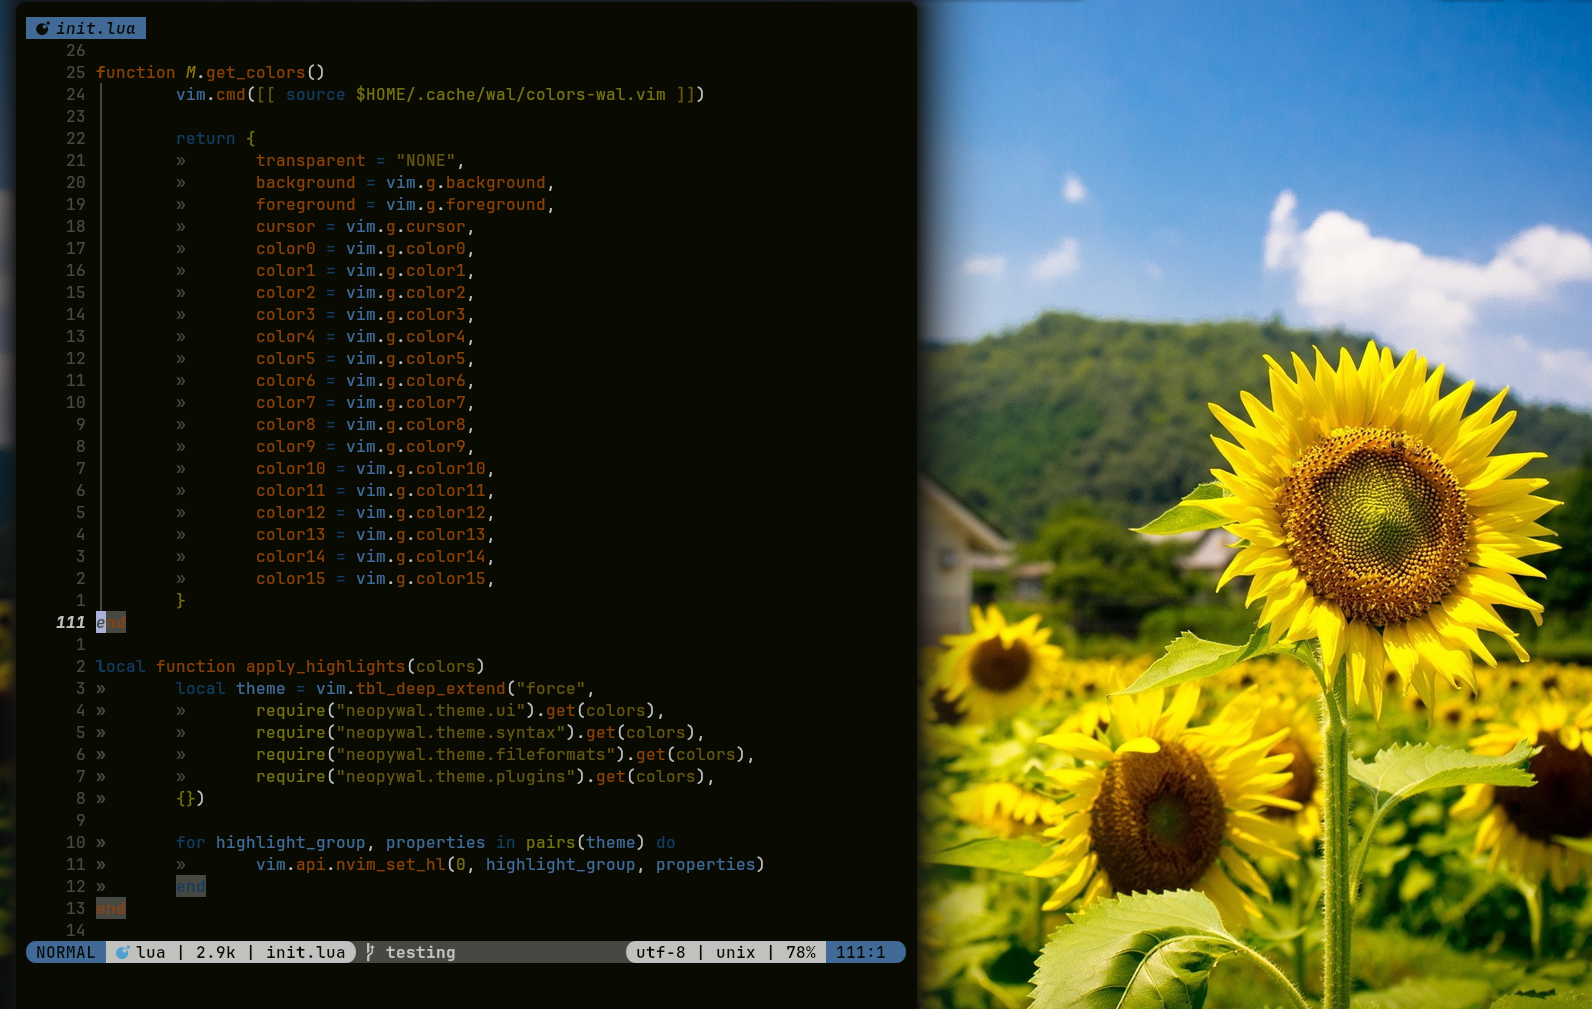 init.lua
26
25 function M.get_colors()
24 vim.cmd([[ source $HOME/.cache/wal/colors-wal.vim ]])
23
22 return {
21 » transparent = "NONE",
20 » background = vim.g.background,
19 » foreground = vim.g.foreground,
18 » cursor = vim.g.cursor,
17 » color0 = vim.g.color0,
16 » color1 = vim.g.color1,
15 » color2 = vim.g.color2,
14 » color3 = vim.g.color3,
13 » color4 = vim.g.color4,
12 » color5 = vim.g.color5,
11 » color6 = vim.g.color6,
10 » color7 = vim.g.color7,
9 » color8 = vim.g.color8,
8 » color9 = vim.g.color9,
7 » color10 = vim.g.color10,
6 » color11 = vim.g.color11,
5 » color12 = vim.g.color12,
4 » color13 = vim.g.color13,
3 » color14 = vim.g.color14,
2 » color15 = vim.g.color15,
1 }
111 end
1
2 local function apply_highlights(colors)
3 » local theme = vim.tbl_deep_extend("force",
4 » » require("neopywal.theme.ui").get(colors),
5 » » require("neopywal.theme.syntax").get(colors),
6 » » require("neopywal.theme.fileformats").get(colors),
7 » » require("neopywal.theme.plugins").get(colors),
8 » {})
9
10 » for highlight_group, properties in pairs(theme) do
11 » » vim.api.nvim_set_hl(0, highlight_group, properties)
12 » end
13 end
14
NORMAL lua | 2.9k | init.lua testing utf-8 | unix | 78% 111:1